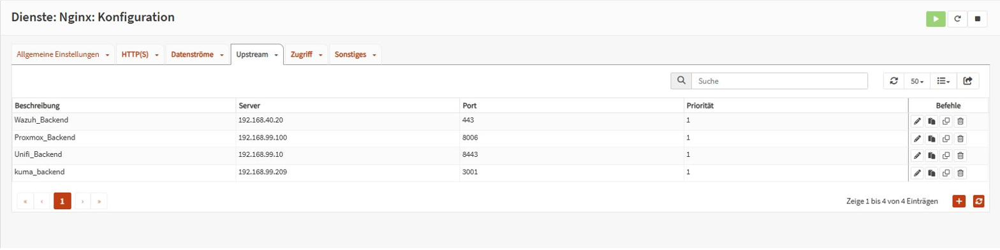 Dienste: Nginx: Konfiguration
Allgemeine Einstellungen HTTP(S) Datenströme Upstream Zugriff Sonstiges
Suche 50
Beschreibung Server Port Priorität Befehle
Wazuh_Backend 192.168.40.20 443 1
Proxmox_Backend 192.168.99.100 8006 1
Unifi_Backend 192.168.99.10 8443 1
kuma_backend 192.168.99.209 3001 1
« ‹ 1 › » Zeige 1 bis 4 von 4 Einträgen